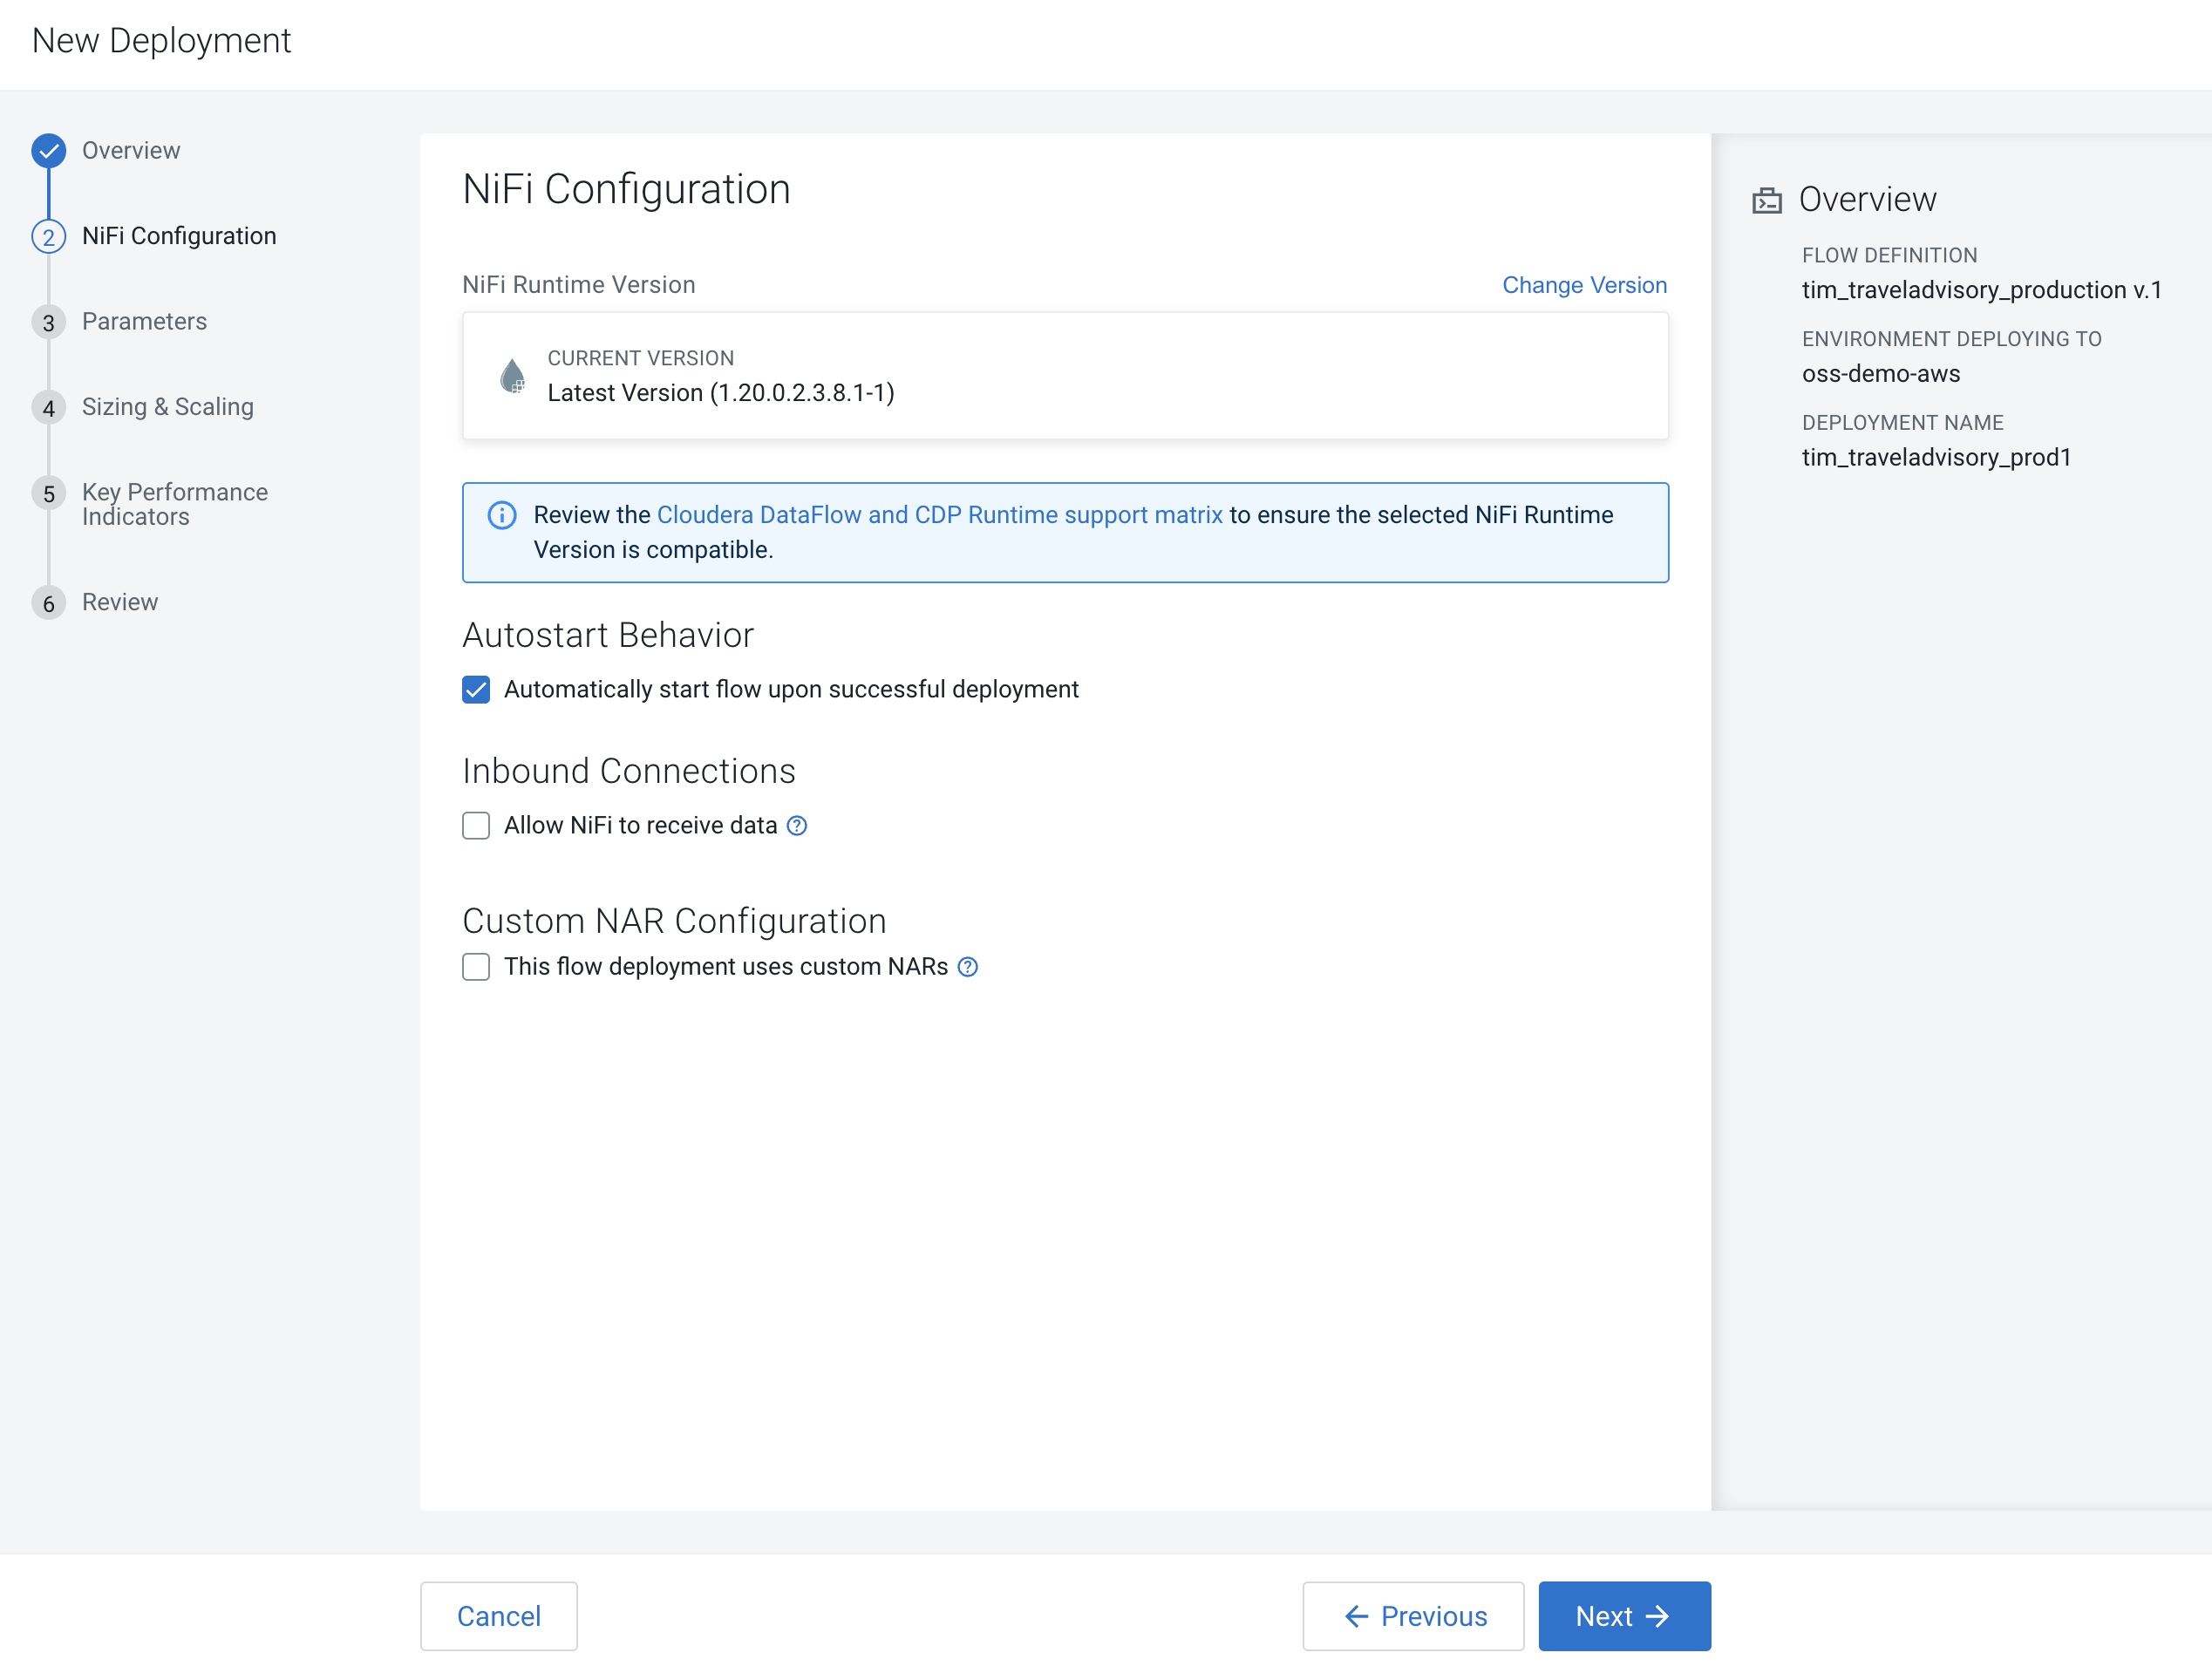 New Deployment
Overview
2 NiFi Configuration
3 Parameters
4 Sizing & Scaling
5 Key Performance
Indicators
6 Review
NiFi Configuration
NiFi Runtime Version Change Version
CURRENT VERSION
Latest Version (1.20.0.2.3.8.1-1)
Review the Cloudera DataFlow and CDP Runtime support matrix to ensure the selected NiFi Runtime
Version is compatible.
Autostart Behavior
Automatically start flow upon successful deployment
Inbound Connections
Allow NiFi to receive data
Custom NAR Configuration
This flow deployment uses custom NARs
Overview
FLOW DEFINITION
tim_traveladvisory_production v.1
ENVIRONMENT DEPLOYING TO
oss-demo-aws
DEPLOYMENT NAME
tim_traveladvisory_prod1
Cancel
Previous
Next